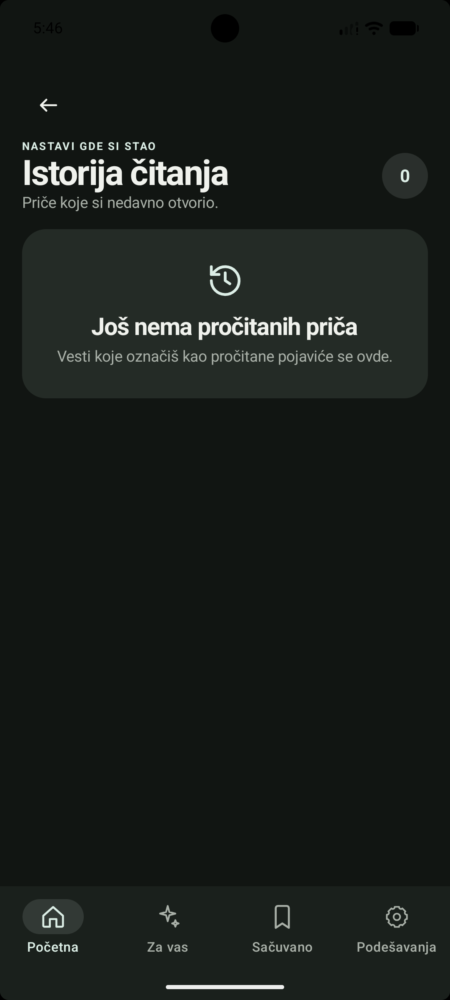 5:46
NASTAVI GDE SI STAO
Istorija čitanja
Priče koje si nedavno otvorio.
0
Još nema pročitanih priča
Vesti koje označiš kao pročitane pojaviće se ovde.
Početna
Za vas
Sačuvano
Podešavanja